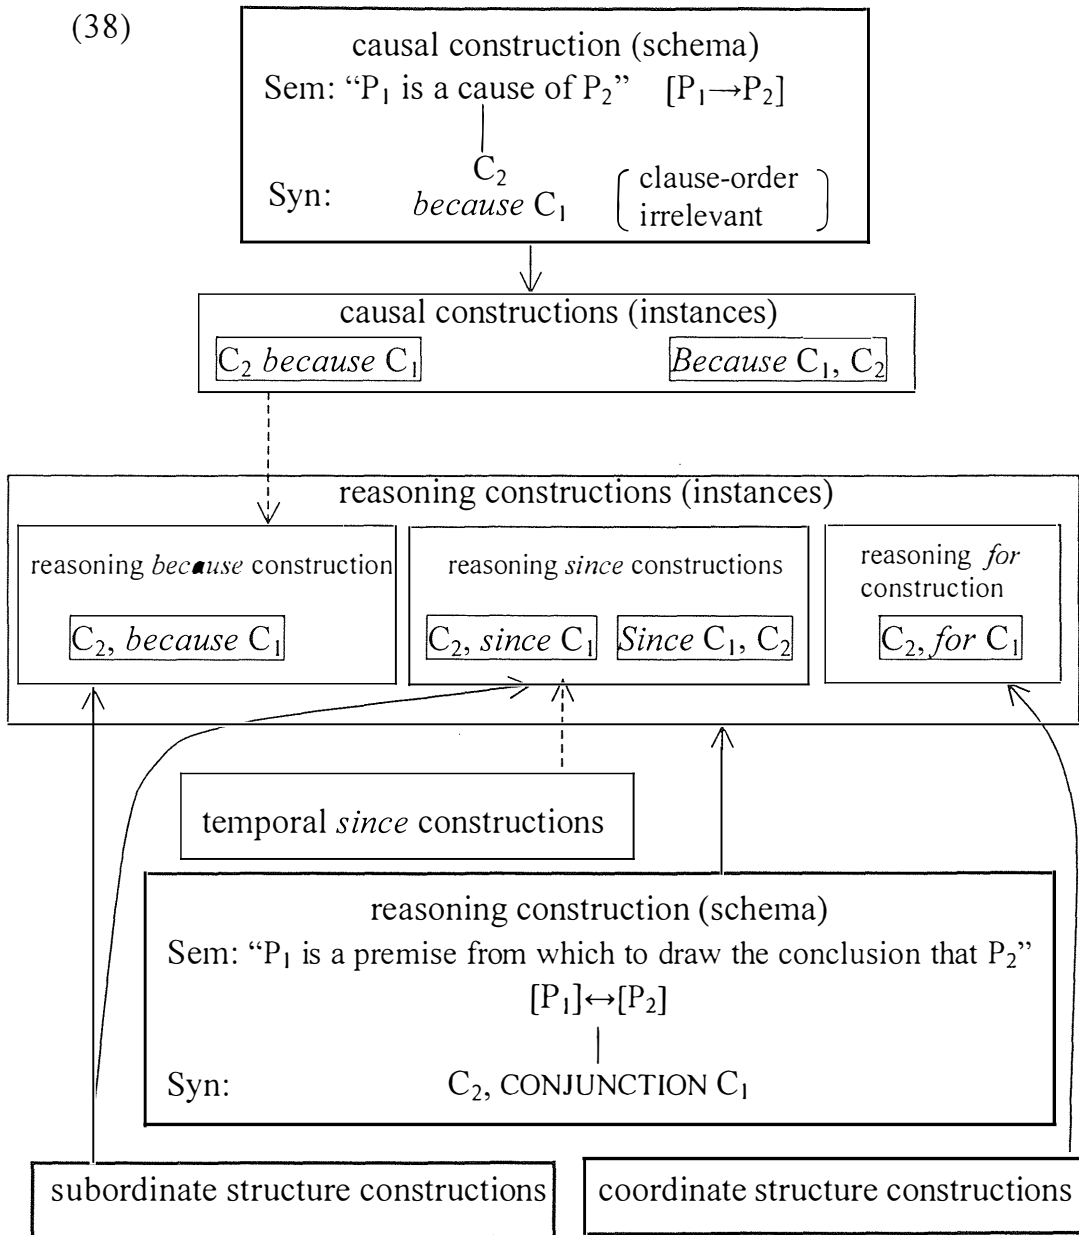 (38)
causal construction (schema)
Sem: “P₁ is a cause of P₂” [P₁→P₂]
C₂
Syn: because C₁ clause-order irrelevant
causal constructions (instances)
C₂ because C₁ Because C₁, C₂
reasoning constructions (instances)
reasoning because construction
C₂, because C₁
reasoning since constructions
C₂, since C₁ Since C₁, C₂
reasoning for
construction
C₂, for C₁
temporal since constructions
reasoning construction (schema)
Sem: “P₁ is a premise from which to draw the conclusion that P₂”
[P₁]↔[P₂]
Syn: C₂, CONJUNCTION C₁
subordinate structure constructions
coordinate structure constructions